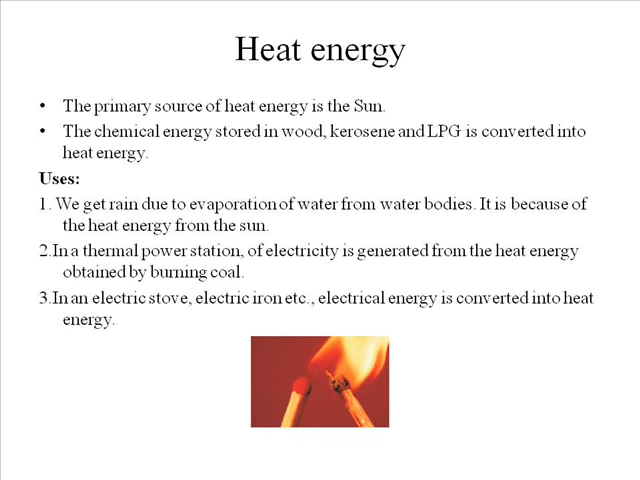 Heat energy
• The primary source of heat energy is the Sun.
• The chemical energy stored in wood, kerosene and LPG is converted into
heat energy.
Uses:
1. We get rain due to evaporation of water from water bodies. It is because of
the heat energy from the sun.
2.In a thermal power station, of electricity is generated from the heat energy
obtained by burning coal.
3.In an electric stove, electric iron etc., electrical energy is converted into heat
energy.